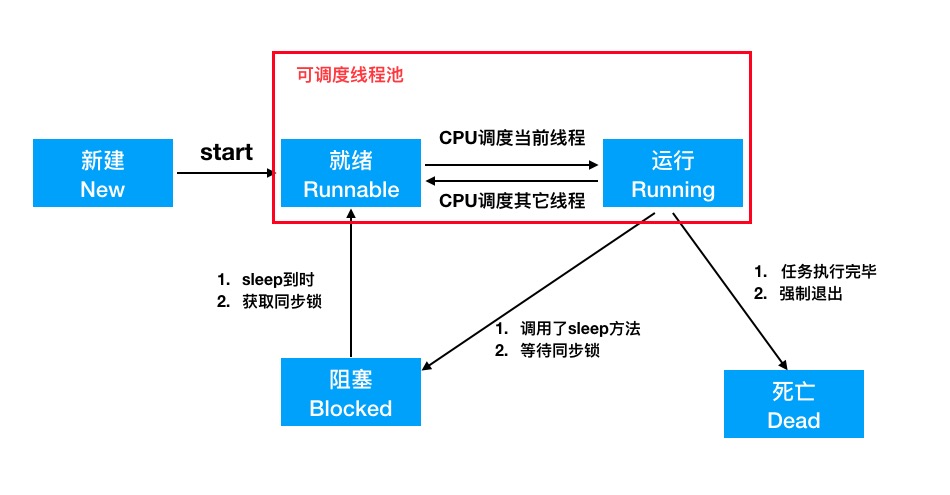 可调度线程池
新建
New
start
就绪
Runnable
CPU调度当前线程
CPU调度其它线程
运行
Running
1. sleep到时
2. 获取同步锁
1. 调用了sleep方法
2. 等待同步锁
1. 任务执行完毕
2. 强制退出
阻塞
Blocked
死亡
Dead